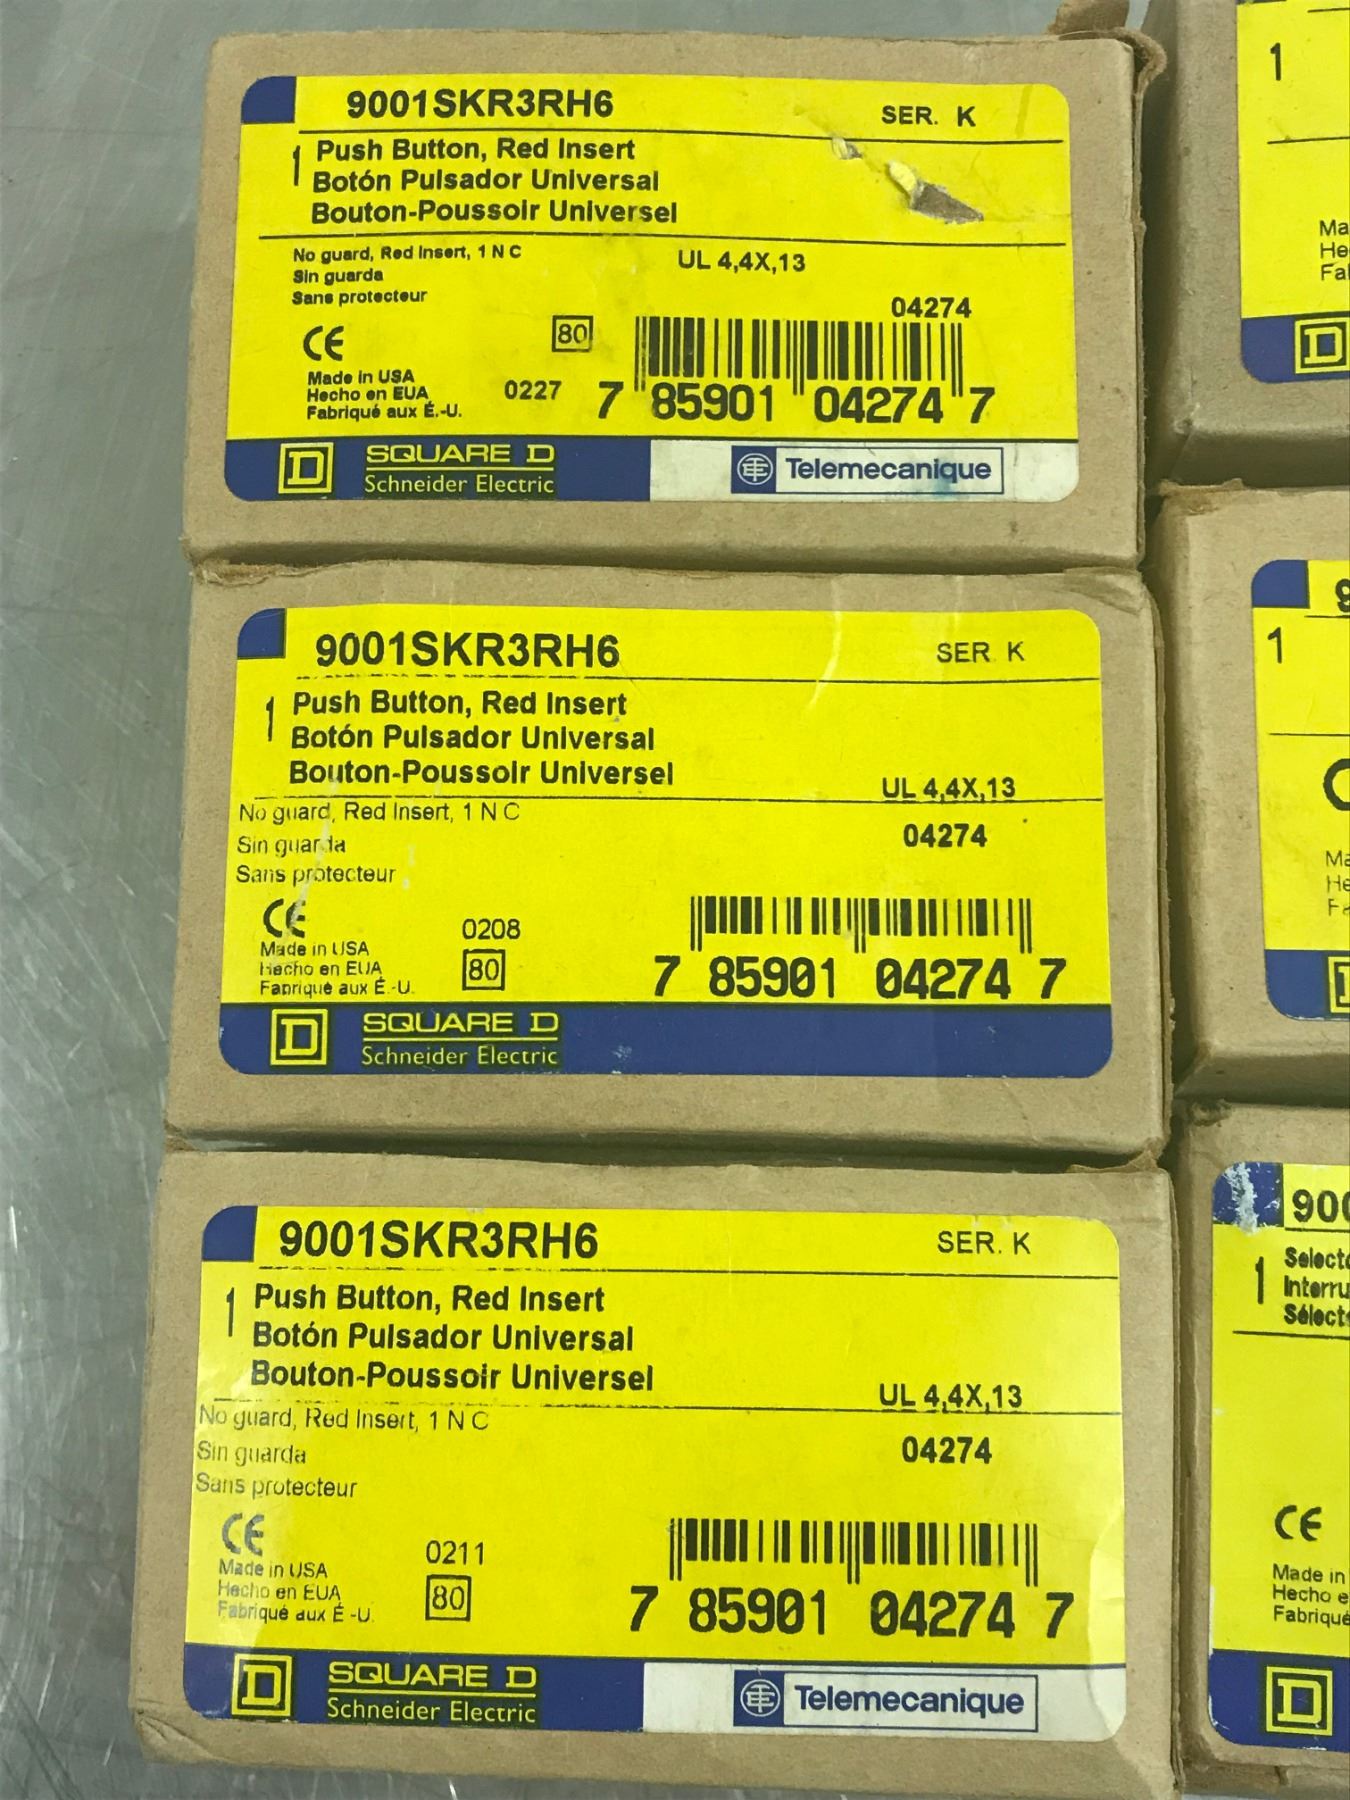 9001SKR3RH6 SER. K
1 Push Button, Red Insert
Botón Pulsador Universal
Bouton-Poussoir Universel
No guard, Red Insert, 1 N C UL 4,4X,13
Sin guarda
Sans protecteur
04274
CE 80
Made in USA
Hecho en EUA 0227
Fabriqué aux É.-U.
7 85901 04274 7
D SQUARE D
Schneider Electric
TE Telemecanique
9001SKR3RH6 SER. K
1 Push Button, Red Insert
Botón Pulsador Universal
Bouton-Poussoir Universel
UL 4,4X,13
No guard, Red Insert, 1 N C
04274
Sin guarda
Sans protecteur
CE 0208
Made in USA
Hecho en EUA 80
Fabriqué aux É.-U.
7 85901 04274 7
D SQUARE D
Schneider Electric
9001SKR3RH6 SER. K
1 Push Button, Red Insert
Botón Pulsador Universal
Bouton-Poussoir Universel
UL 4,4X,13
No guard, Red Insert, 1 N C
04274
Sin guarda
Sans protecteur
CE 0211
Made in USA
Hecho en EUA 80
Fabriqué aux É.-U.
7 85901 04274 7
D SQUARE D
Schneider Electric
TE Telemecanique
1
D
1
900
1
CE
Made in
D